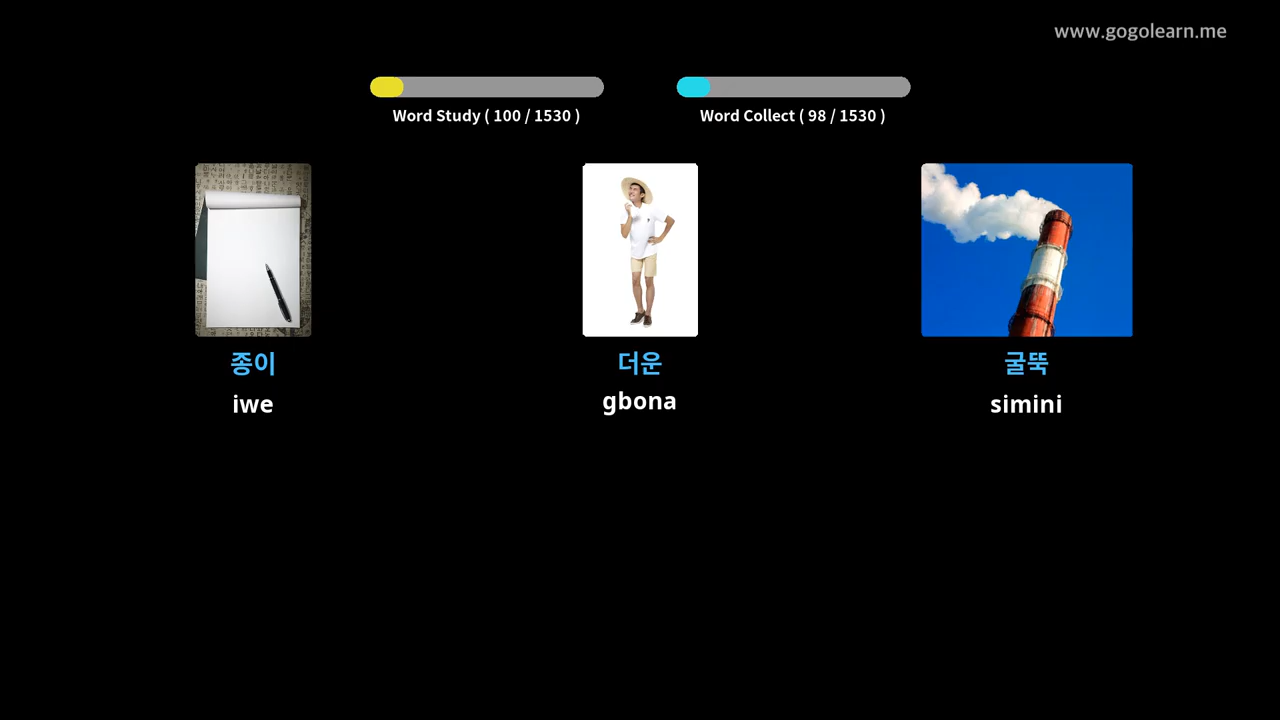 www.gogolearn.me
Word Study ( 100 / 1530 )
Word Collect ( 98 / 1530 )
종이
더운
굴뚝
iwe
gbona
simini